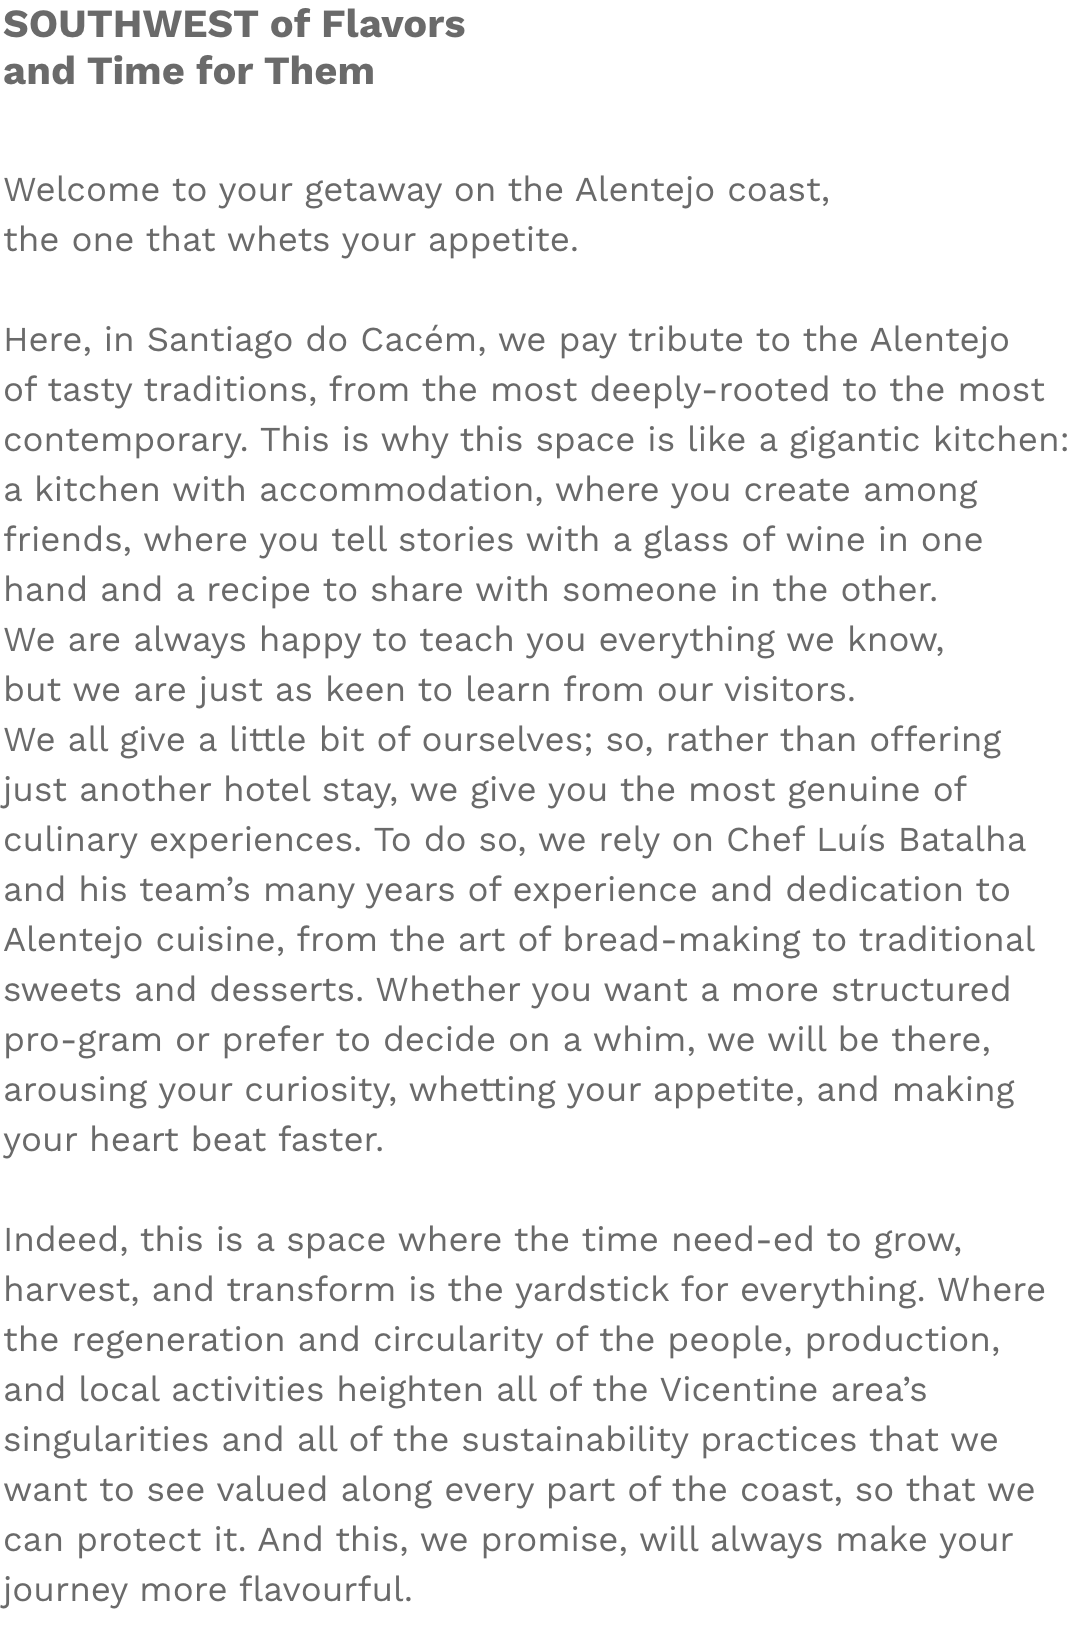 SOUTHWEST of Flavors
and Time for Them
Welcome to your getaway on the Alentejo coast,
the one that whets your appetite.
Here, in Santiago do Cacém, we pay tribute to the Alentejo
of tasty traditions, from the most deeply-rooted to the most
contemporary. This is why this space is like a gigantic kitchen:
a kitchen with accommodation, where you create among
friends, where you tell stories with a glass of wine in one
hand and a recipe to share with someone in the other.
We are always happy to teach you everything we know,
but we are just as keen to learn from our visitors.
We all give a little bit of ourselves; so, rather than offering
just another hotel stay, we give you the most genuine of
culinary experiences. To do so, we rely on Chef Luís Batalha
and his team’s many years of experience and dedication to
Alentejo cuisine, from the art of bread-making to traditional
sweets and desserts. Whether you want a more structured
pro-gram or prefer to decide on a whim, we will be there,
arousing your curiosity, whetting your appetite, and making
your heart beat faster.
Indeed, this is a space where the time need-ed to grow,
harvest, and transform is the yardstick for everything. Where
the regeneration and circularity of the people, production,
and local activities heighten all of the Vicentine area’s
singularities and all of the sustainability practices that we
want to see valued along every part of the coast, so that we
can protect it. And this, we promise, will always make your
journey more flavourful.